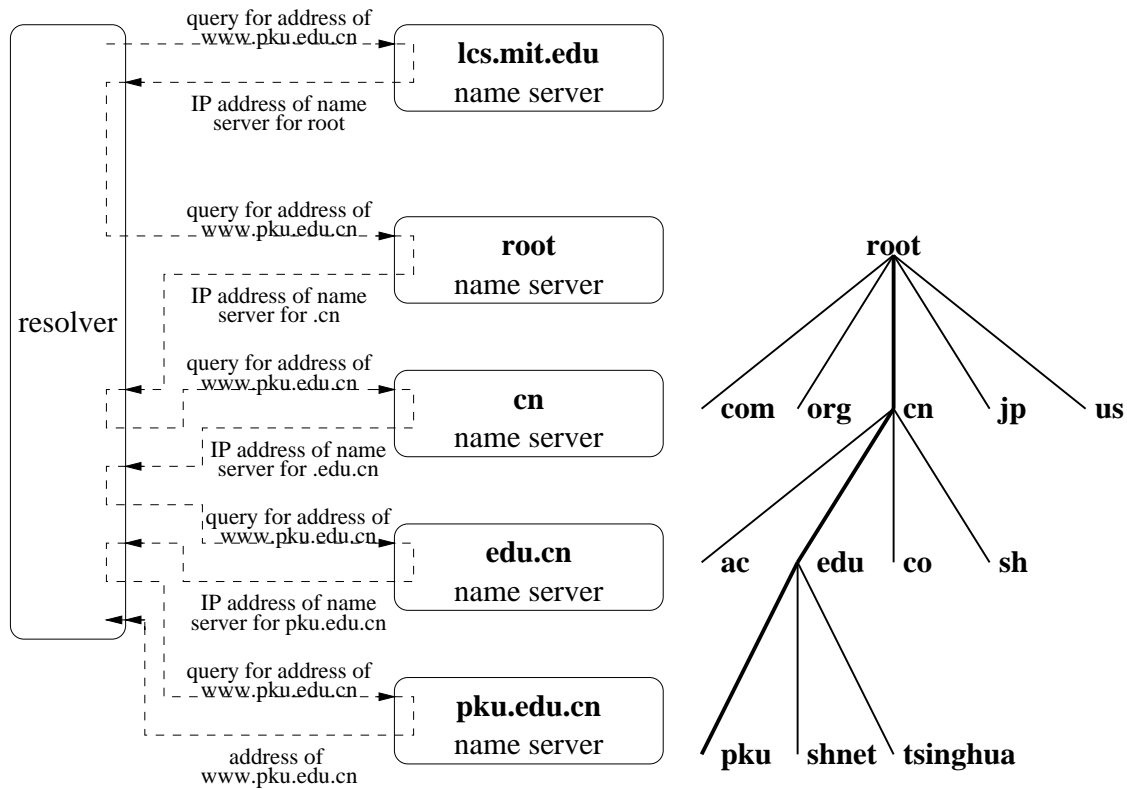 query for address of
www.pku.edu.cn
lcs.mit.edu
name server
IP address of name
server for root
query for address of
www.pku.edu.cn
root
name server
IP address of name
server for .cn
resolver
query for address of
www.pku.edu.cn
cn
name server
IP address of name
server for .edu.cn
query for address of
www.pku.edu.cn
edu.cn
name server
IP address of name
server for pku.edu.cn
query for address of
www.pku.edu.cn
pku.edu.cn
name server
address of
www.pku.edu.cn
root
com org cn jp us
ac edu co sh
pku shnet tsinghua